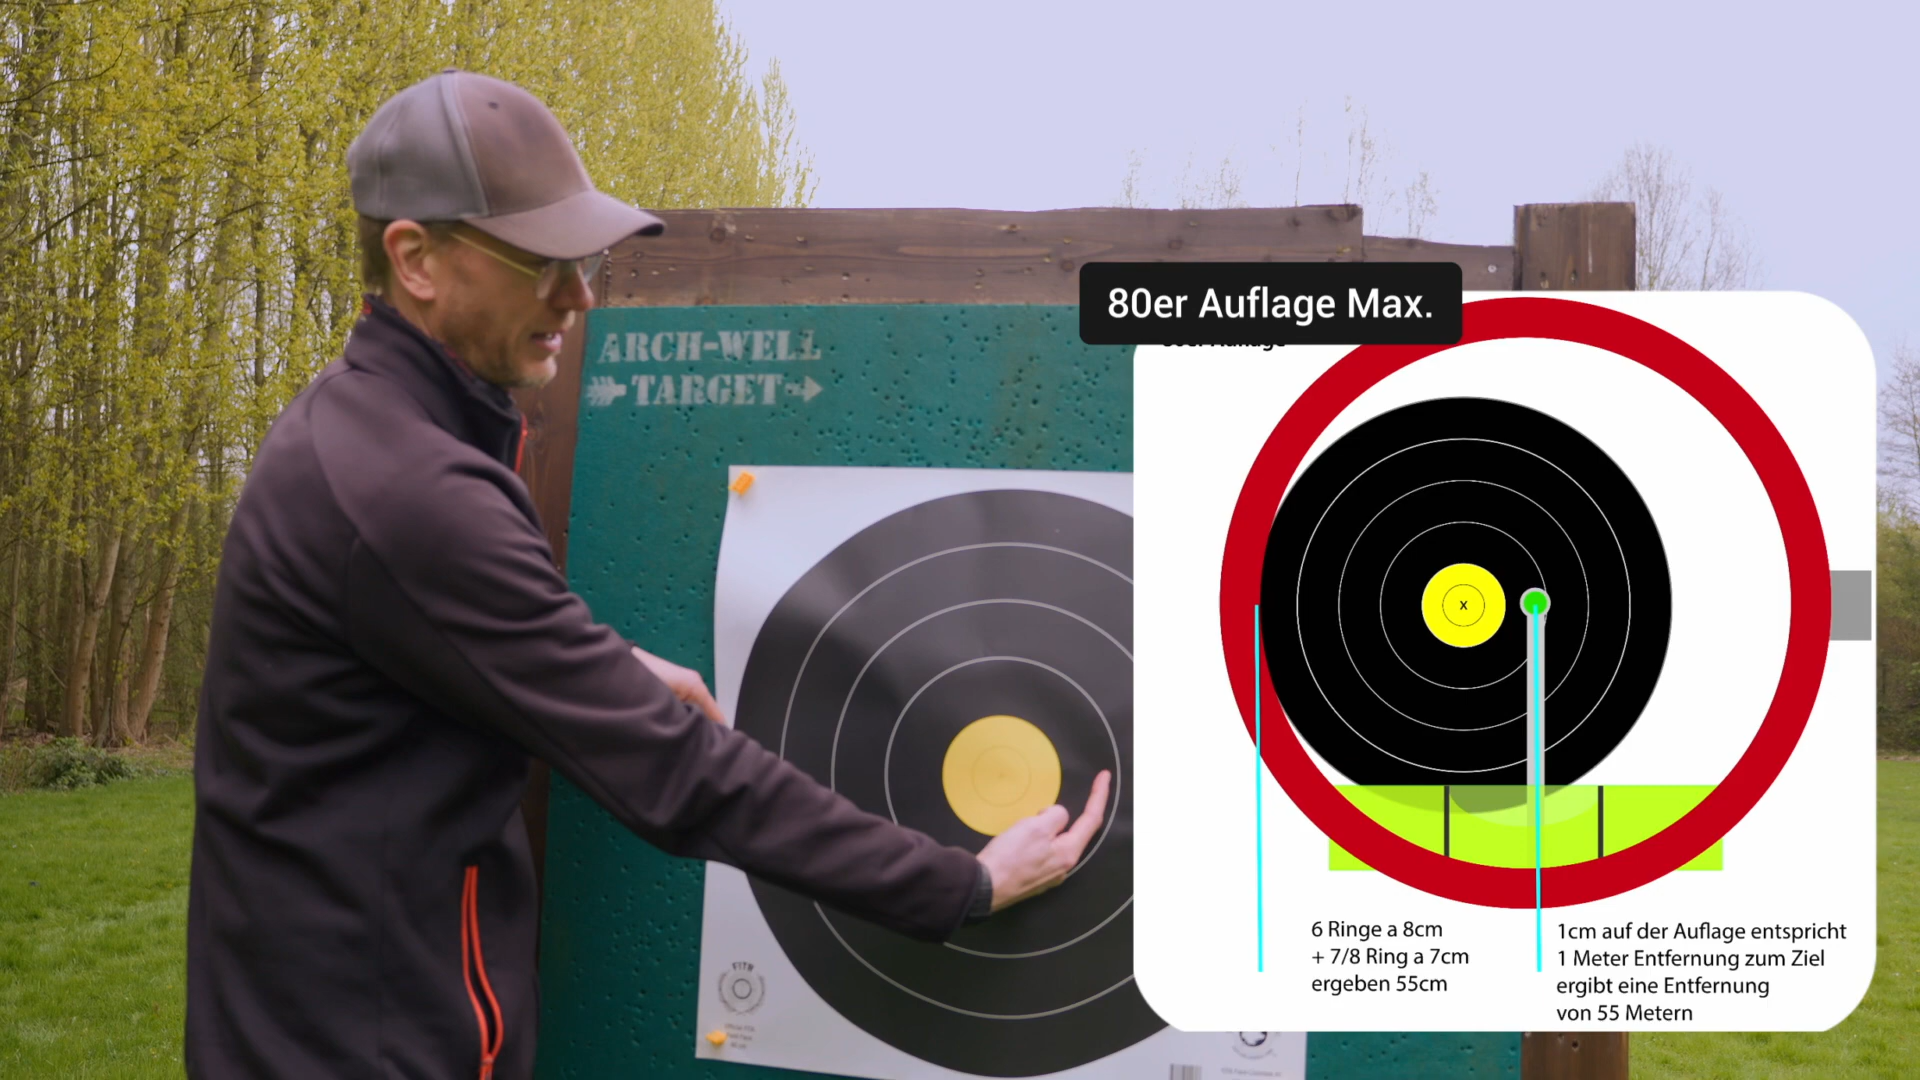 80er Auflage Max.
ARCH-WELL
TARGET
x
6 Ringe a 8cm
+ 7/8 Ring a 7cm
ergeben 55cm
1cm auf der Auflage entspricht
1 Meter Entfernung zum Ziel
ergibt eine Entfernung
von 55 Metern
FITA